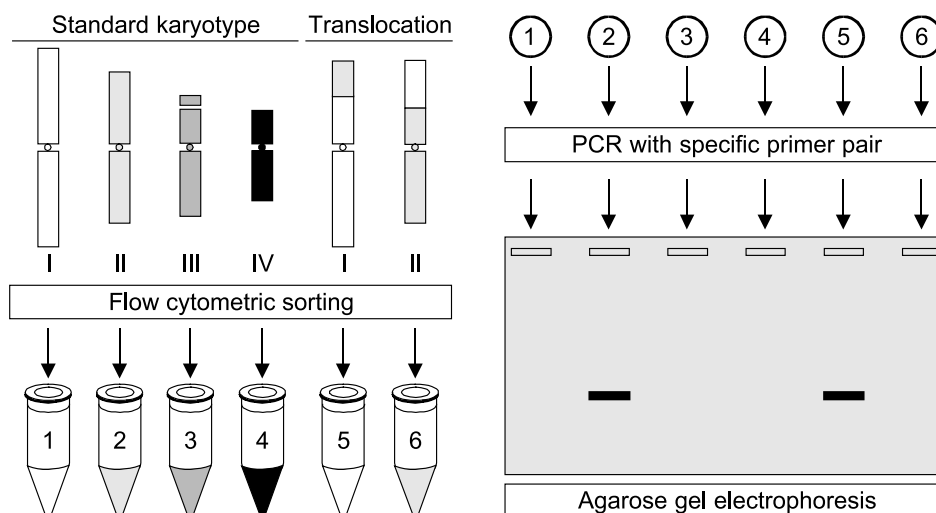 Standard karyotype Translocation
I II III IV I II
Flow cytometric sorting
1 2 3 4 5 6
1 2 3 4 5 6
PCR with specific primer pair
Agarose gel electrophoresis